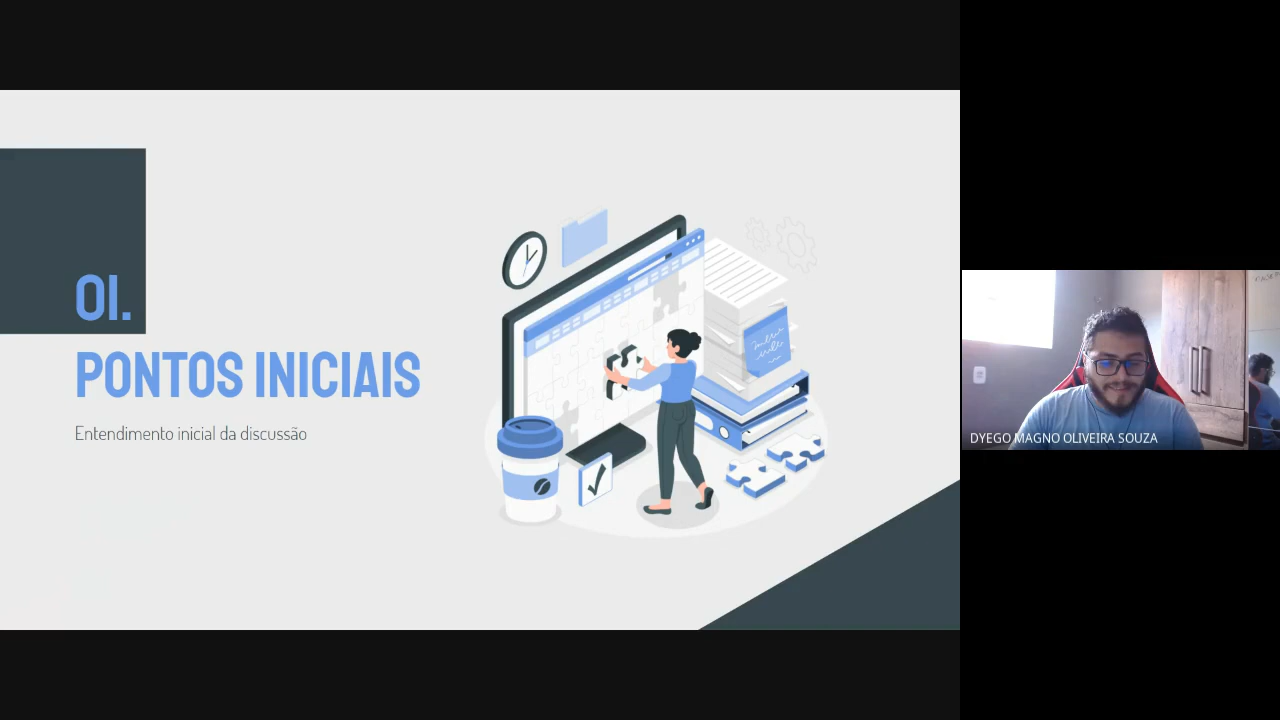 01.
PONTOS INICIAIS
Entendimento inicial da discussão
DYEGO MAGNO OLIVEIRA SOUZA